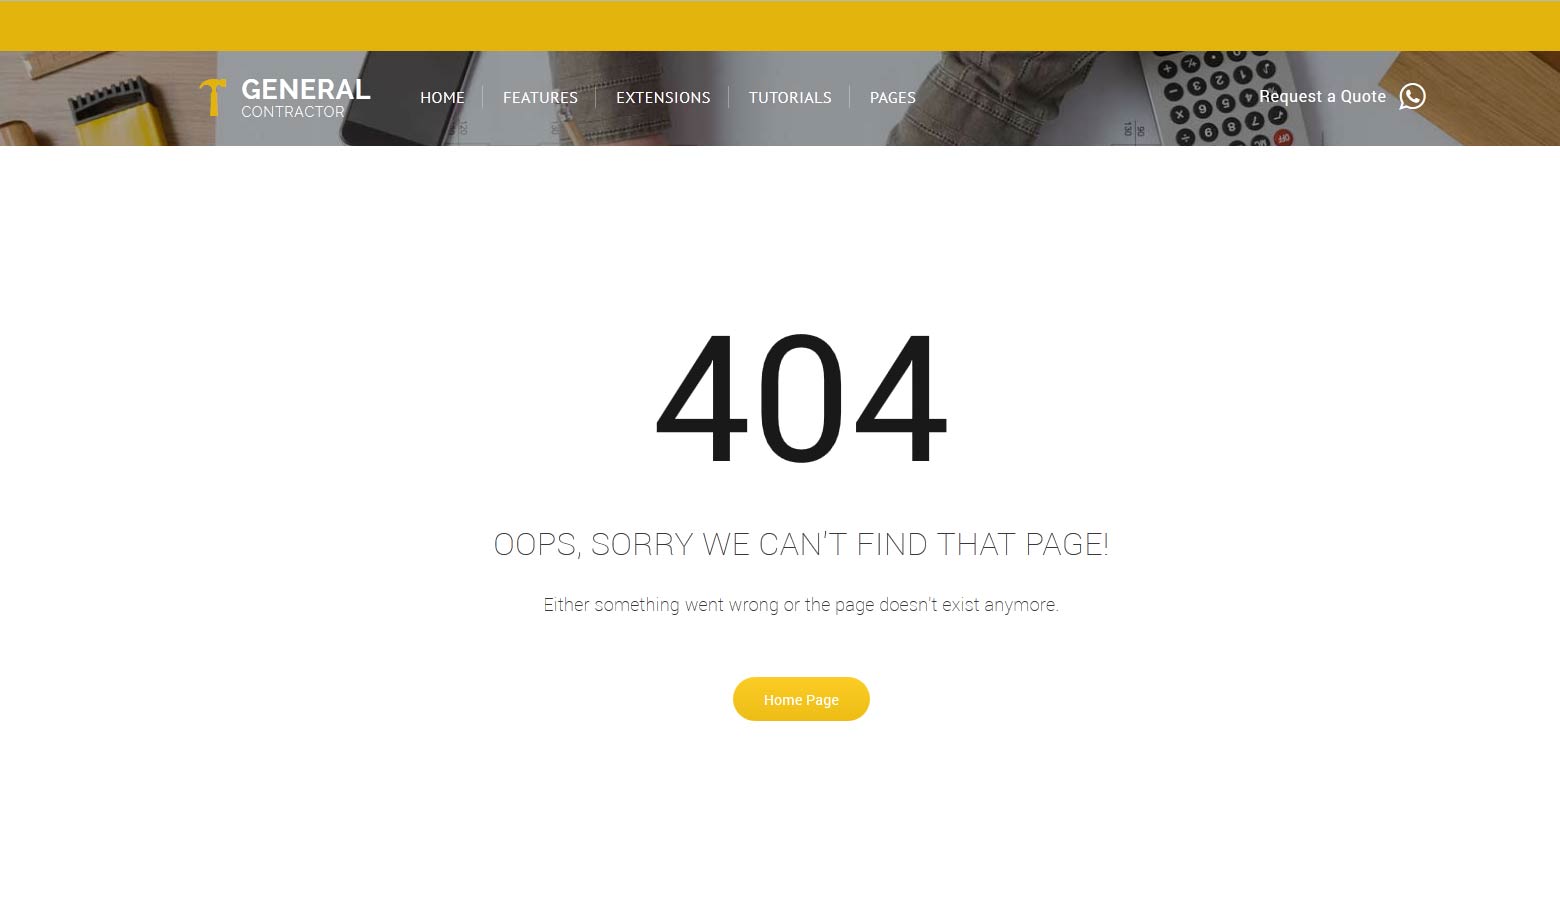 GENERAL
CONTRACTOR
HOME
FEATURES
EXTENSIONS
TUTORIALS
PAGES
Request a Quote
404
OOPS, SORRY WE CAN'T FIND THAT PAGE!
Either something went wrong or the page doesn't exist anymore.
Home Page